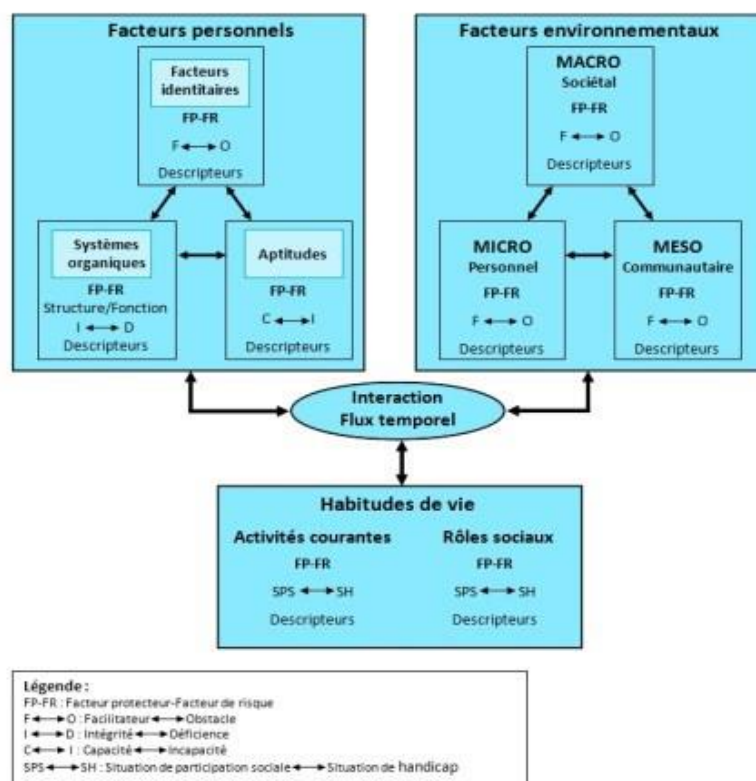 Facteurs personnels
Facteurs
identitaires
FP-FR
F ⟷ O
Descripteurs
Systèmes
organiques
FP-FR
Structure/Fonction
I ⟷ D
Descripteurs
Aptitudes
FP-FR
C ⟷ I
Descripteurs
Facteurs environnementaux
MACRO
Sociétal
FP-FR
F ⟷ O
Descripteurs
MICRO
Personnel
FP-FR
F ⟷ O
Descripteurs
MESO
Communautaire
FP-FR
F ⟷ O
Descripteurs
Interaction
Flux temporel
Habitudes de vie
Activités courantes
FP-FR
SPS ⟷ SH
Descripteurs
Rôles sociaux
FP-FR
SPS ⟷ SH
Descripteurs
Légende :
FP-FR : Facteur protecteur-Facteur de risque
F ⟷ O : Facilitateur ⟷ Obstacle
I ⟷ D : Intégrité ⟷ Déficience
C ⟷ I : Capacité ⟷ Incapacité
SPS ⟷ SH : Situation de participation sociale ⟷ Situation de handicap